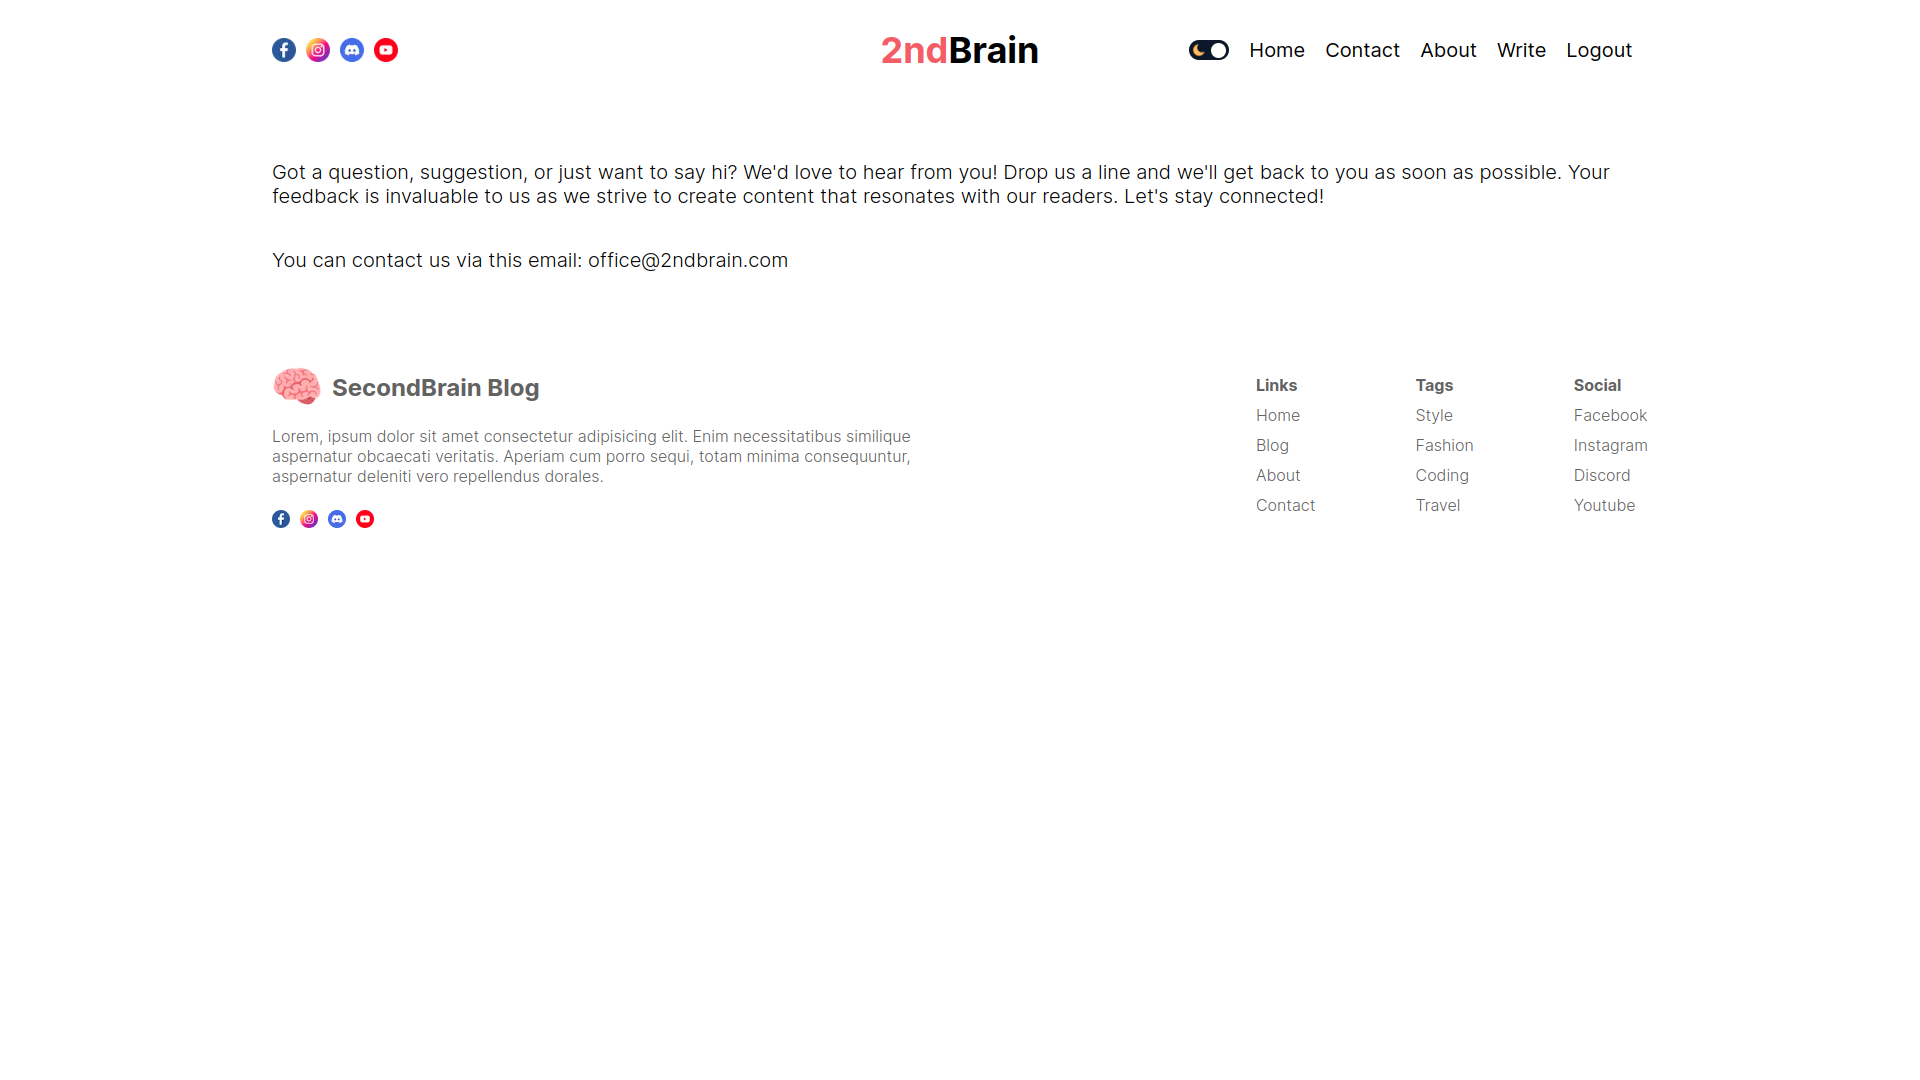 2ndBrain
Home Contact About Write Logout
Got a question, suggestion, or just want to say hi? We'd love to hear from you! Drop us a line and we'll get back to you as soon as possible. Your
feedback is invaluable to us as we strive to create content that resonates with our readers. Let's stay connected!
You can contact us via this email: office@2ndbrain.com
SecondBrain Blog
Lorem, ipsum dolor sit amet consectetur adipisicing elit. Enim necessitatibus similique
aspernatur obcaecati veritatis. Aperiam cum porro sequi, totam minima consequuntur,
aspernatur deleniti vero repellendus dorales.
Links
Home
Blog
About
Contact
Tags
Style
Fashion
Coding
Travel
Social
Facebook
Instagram
Discord
Youtube